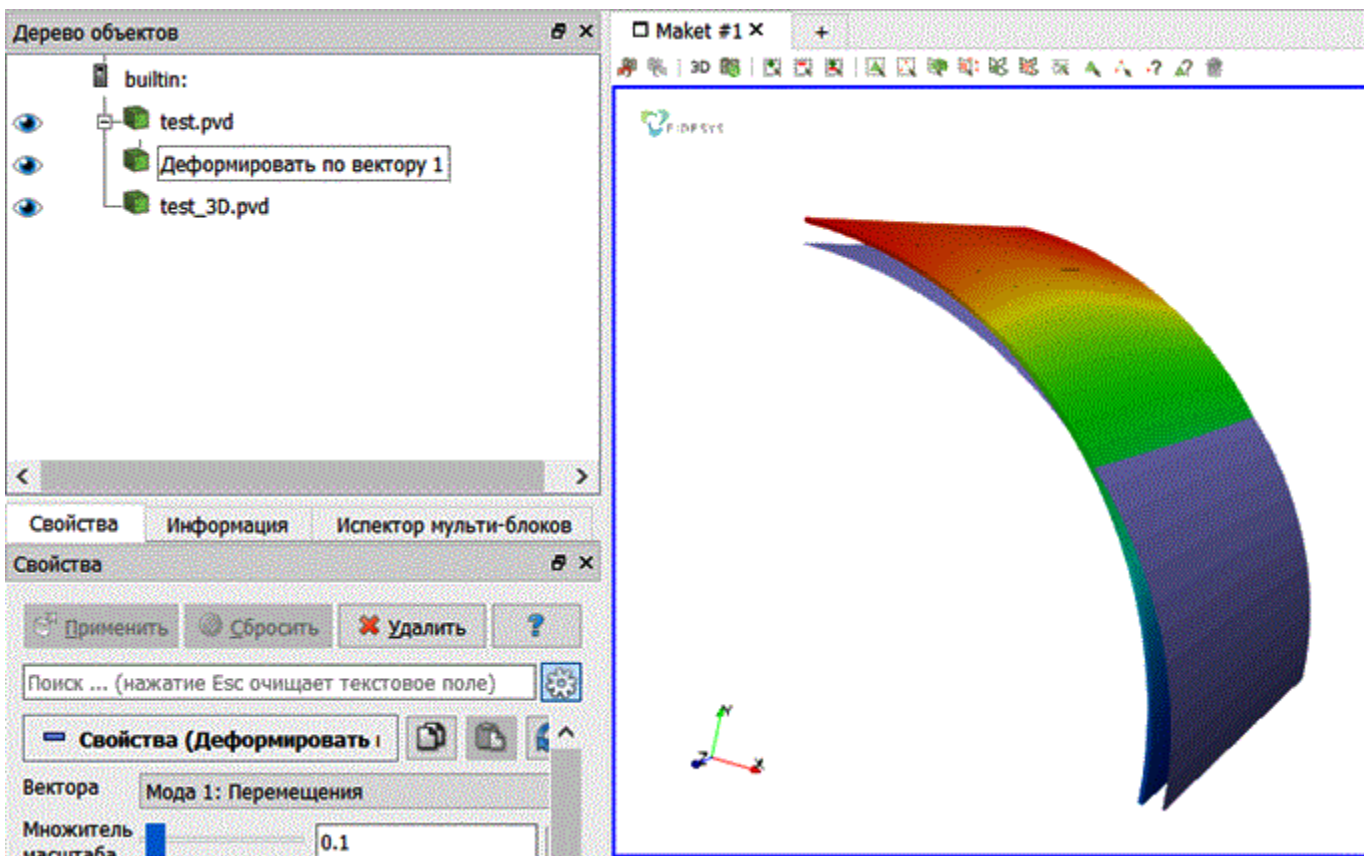 Дерево объектов
builtin:
test.pvd
Деформировать по вектору 1
test_3D.pvd
Свойства
Информация
Испектор мульти-блоков
Свойства
Применить
Сбросить
Удалить
?
Поиск ... (нажатие Esc очищает текстовое поле)
Свойства (Деформировать
Вектора
Мода 1: Перемещения
Множитель
масштаба
0.1
Maket #1
+
3D
FIDESYS
Y
Z
X